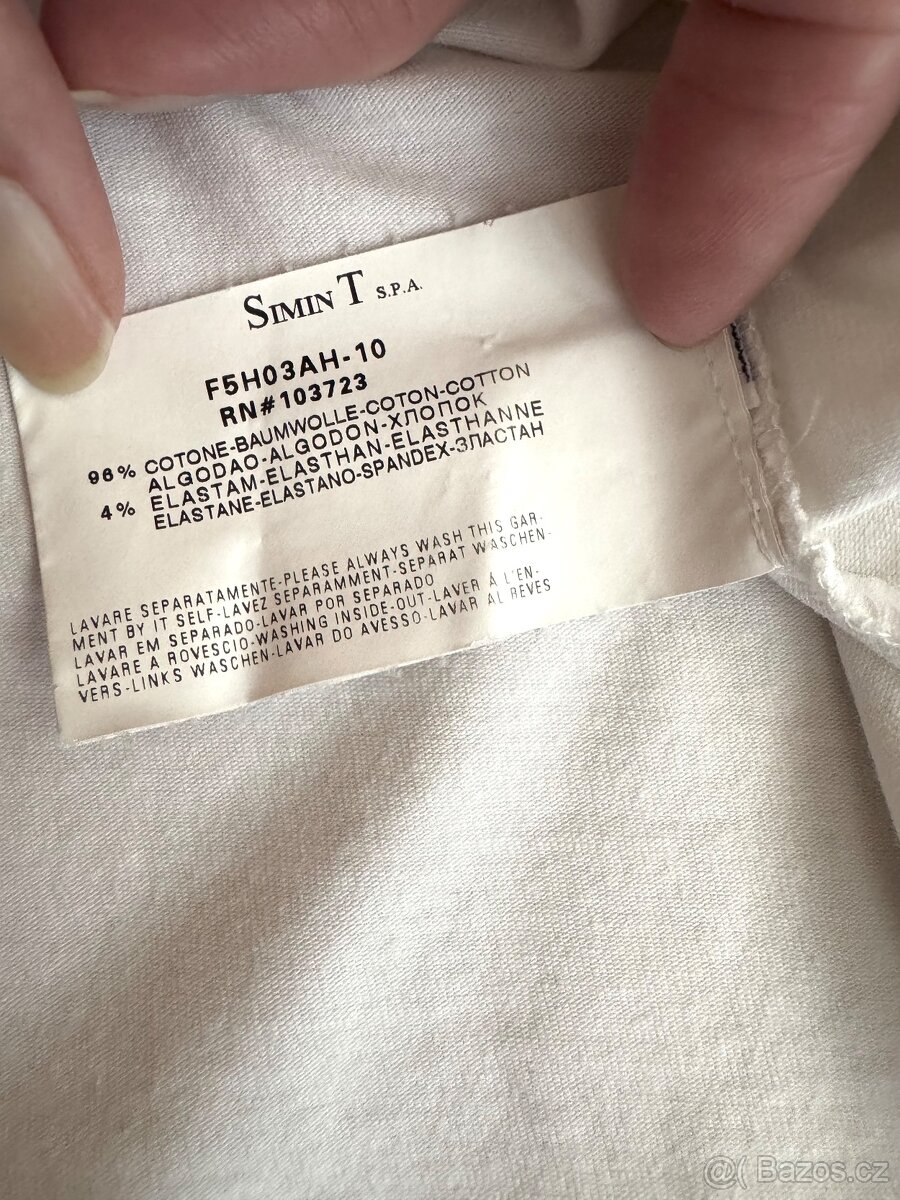 SIMIN T S.P.A.
F5H03AH-10
RN#103723
96% COTONE-BAUMWOLLE-COTON-COTTON
ALGODAO-ALGODON-ХЛОПОК
4% ELASTAM-ELASTHAN-ELASTHANNE
ELASTANE-ELASTANO-SPANDEX-ЭЛАСТАН
LAVARE SEPARATAMENTE-PLEASE ALWAYS WASH THIS GAR-
MENT BY IT SELF-LAVEZ SEPARAMMENT-SEPARAT WASCHEN-
LAVAR EM SEPARADO-LAVAR POR SEPARADO
LAVARE A ROVESCIO-WASHING INSIDE-OUT-LAVER À L'EN-
VERS-LINKS WASCHEN-LAVAR DO AVESSO-LAVAR AL REVES
@( Bazos.cz